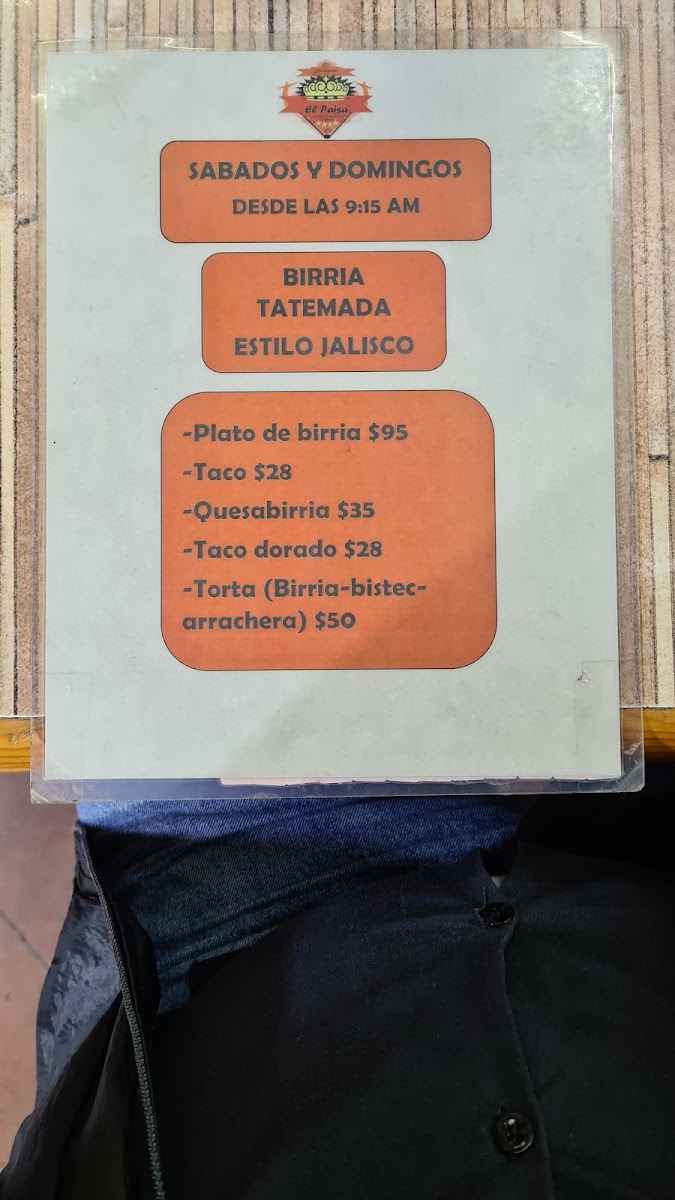 El Paisa
SABADOS Y DOMINGOS
DESDE LAS 9:15 AM
BIRRIA
TATEMADA
ESTILO JALISCO
-Plato de birria $95
-Taco $28
-Quesabirria $35
-Taco dorado $28
-Torta (Birria-bistec-
arrachera) $50